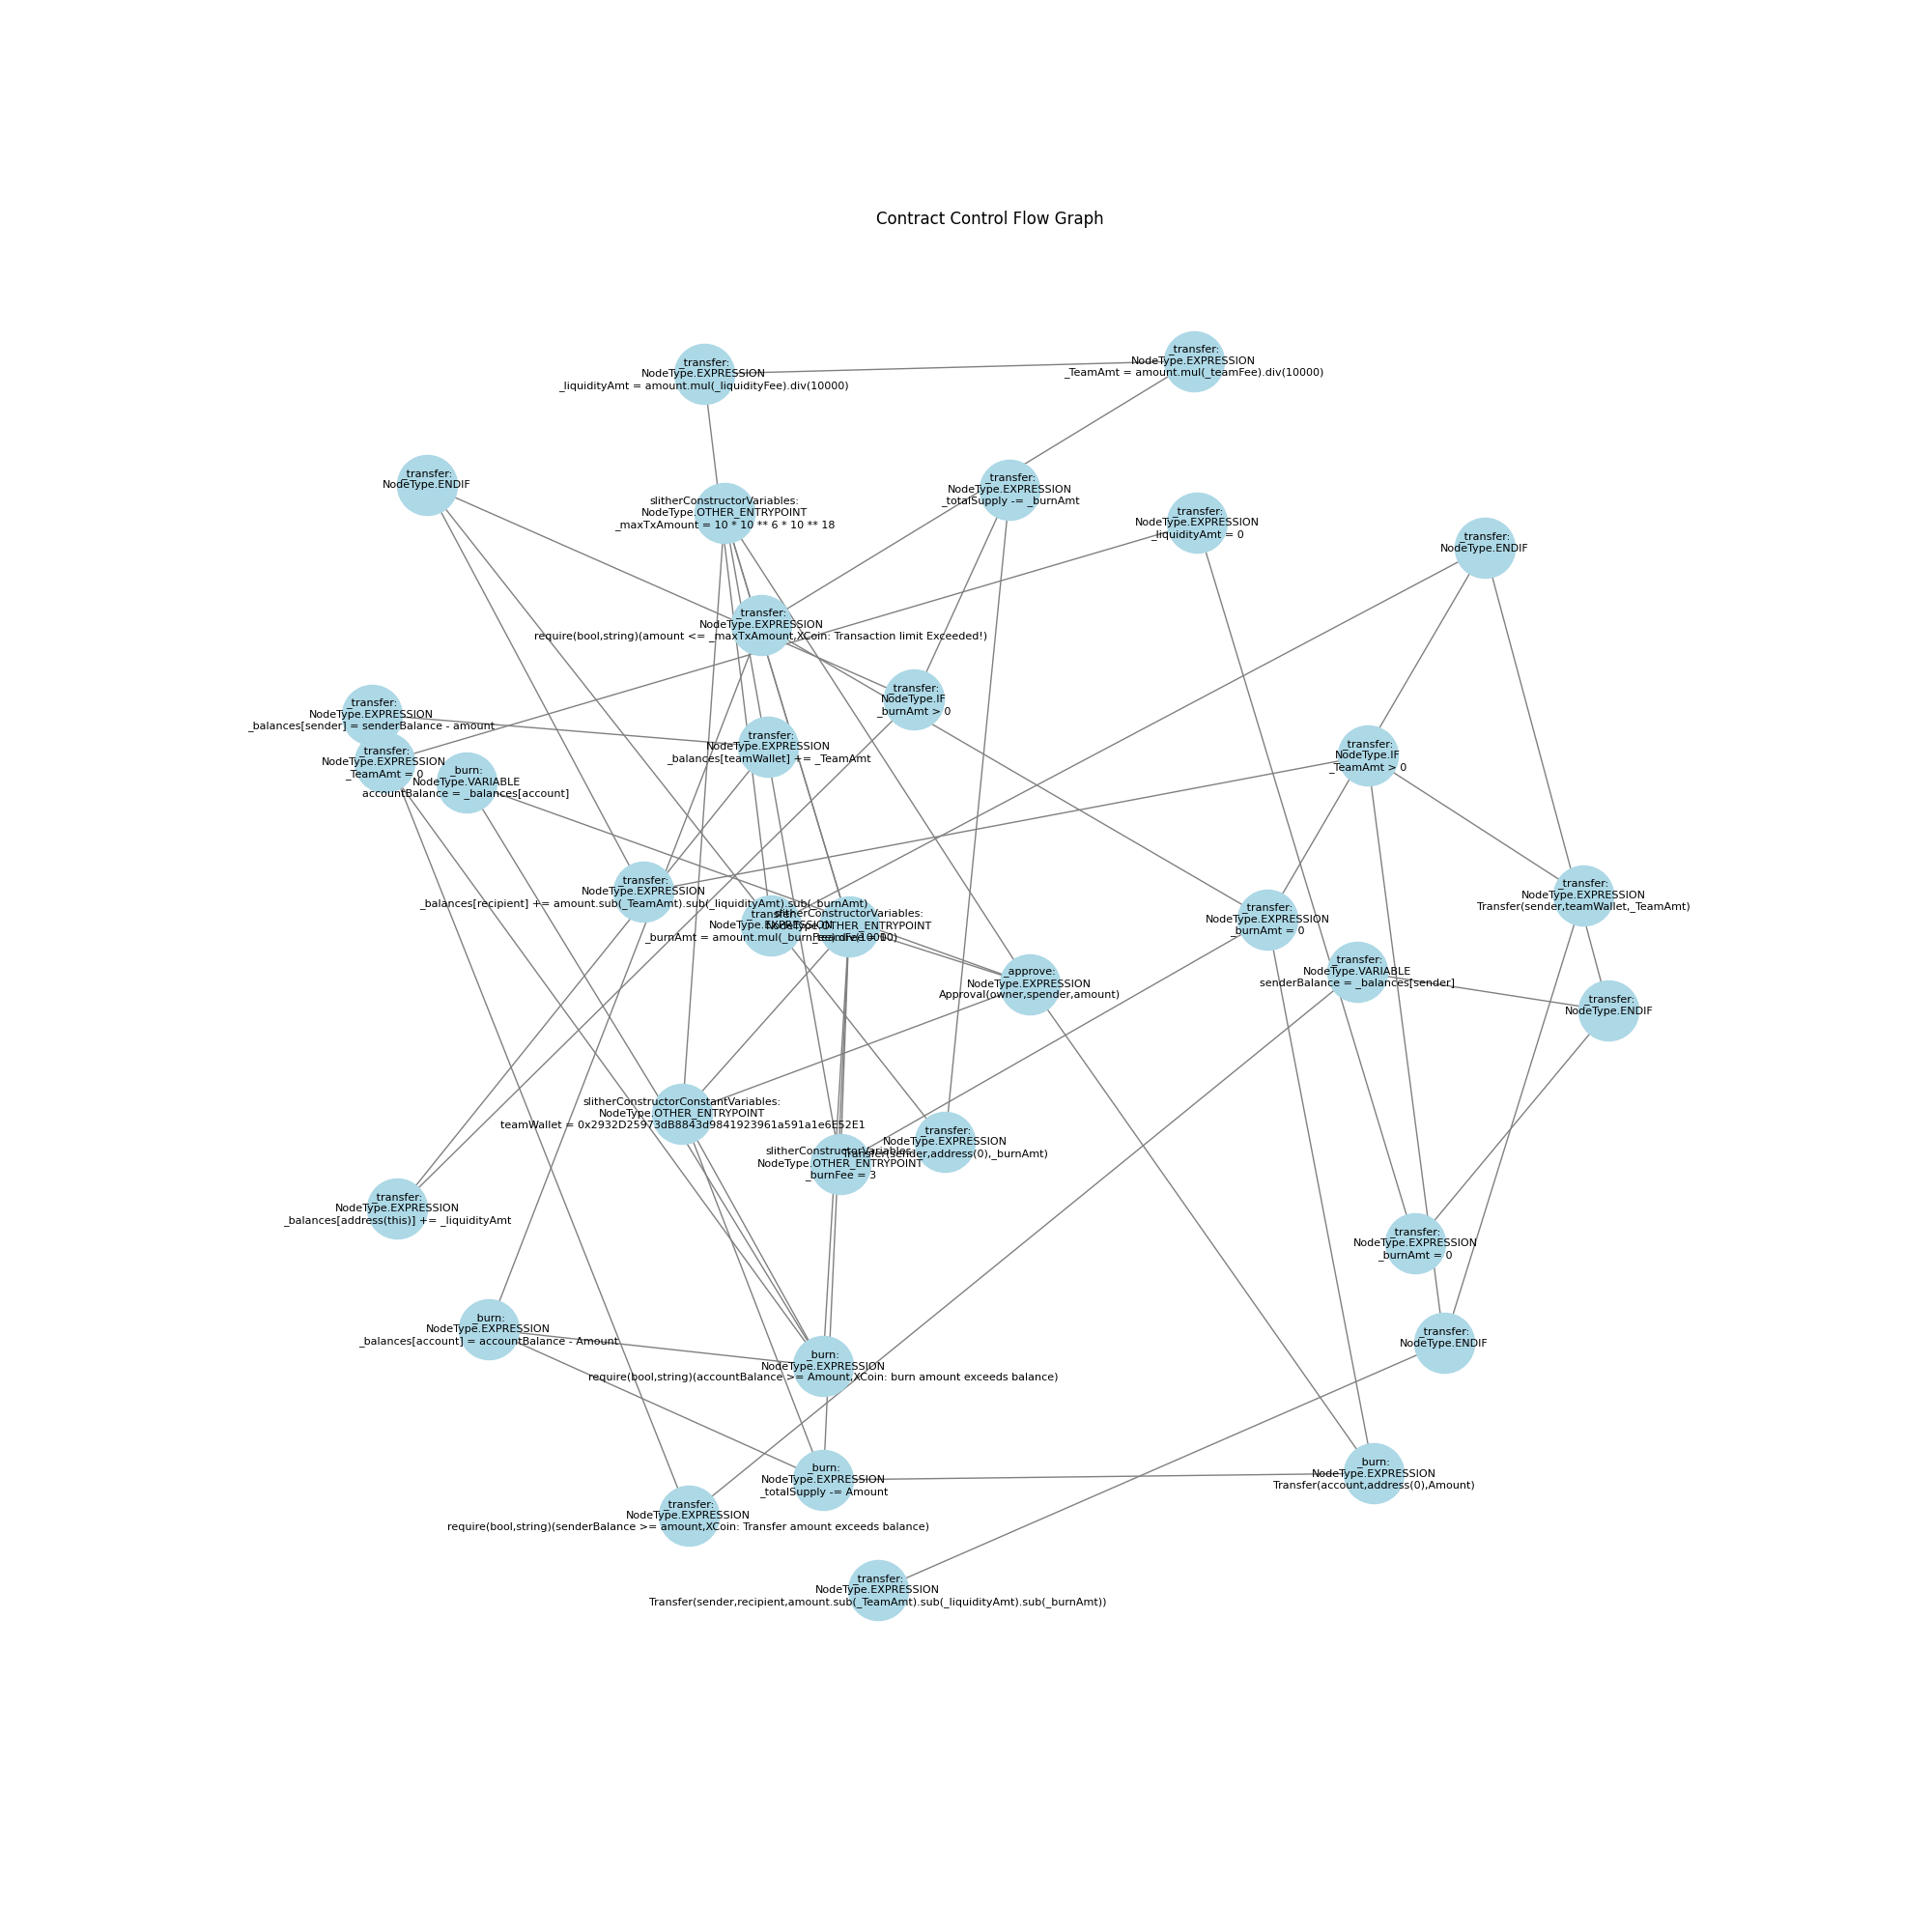 Contract Control Flow Graph
_transfer:
NodeType.EXPRESSION
_TeamAmt = amount.mul(_teamFee).div(10000)
_transfer:
NodeType.EXPRESSION
_liquidityAmt = amount.mul(_liquidityFee).div(10000)
_transfer:
NodeType.ENDIF
_transfer:
NodeType.EXPRESSION
_totalSupply -= _burnAmt
slitherConstructorVariables:
NodeType.OTHER_ENTRYPOINT
_maxTxAmount = 10 * 10 ** 6 * 10 ** 18
_transfer:
NodeType.EXPRESSION
_liquidityAmt = 0
_transfer:
NodeType.ENDIF
_transfer:
NodeType.EXPRESSION
require(bool,string)(amount <= _maxTxAmount,XCoin: Transaction limit Exceeded!)
_transfer:
NodeType.IF
_burnAmt > 0
_transfer:
NodeType.EXPRESSION
_balances[sender] = senderBalance - amount
_transfer:
NodeType.EXPRESSION
_balances[teamWallet] += _TeamAmt
_transfer:
NodeType.IF
_TeamAmt > 0
_transfer:
NodeType.EXPRESSION
_TeamAmt = 0
_burn:
NodeType.VARIABLE
accountBalance = _balances[account]
_transfer:
NodeType.EXPRESSION
_balances[recipient] += amount.sub(_TeamAmt).sub(_liquidityAmt).sub(_burnAmt)
_transfer:
NodeType.EXPRESSION
_transfer:
NodeType.EXPRESSION
_burnAmt = amount.mul(_burnFee).div(10000)
slitherConstructorVariables:
NodeType.OTHER_ENTRYPOINT
_transfer:
NodeType.EXPRESSION
_burnAmt = 0
Transfer(sender,teamWallet,_TeamAmt)
_transfer:
NodeType.VARIABLE
senderBalance = _balances[sender]
_approve:
NodeType.EXPRESSION
Approval(owner,spender,amount)
_transfer:
NodeType.ENDIF
slitherConstructorConstantVariables:
NodeType.OTHER_ENTRYPOINT
teamWallet = 0x2932D25973dB8843d9841923961a591a1e6E52E1
_transfer:
NodeType.EXPRESSION
Transfer(sender,address(0),_burnAmt)
slitherConstructorVariables:
NodeType.OTHER_ENTRYPOINT
_burnFee = 3
_transfer:
NodeType.EXPRESSION
_balances[address(this)] += _liquidityAmt
_transfer:
NodeType.EXPRESSION
_burnAmt = 0
_burn:
NodeType.EXPRESSION
_balances[account] = accountBalance - Amount
_transfer:
NodeType.ENDIF
_burn:
NodeType.EXPRESSION
require(bool,string)(accountBalance >= Amount,XCoin: burn amount exceeds balance)
_burn:
NodeType.EXPRESSION
_totalSupply -= Amount
_burn:
NodeType.EXPRESSION
Transfer(account,address(0),Amount)
_transfer:
NodeType.EXPRESSION
require(bool,string)(senderBalance >= amount,XCoin: Transfer amount exceeds balance)
_transfer:
NodeType.EXPRESSION
Transfer(sender,recipient,amount.sub(_TeamAmt).sub(_liquidityAmt).sub(_burnAmt))